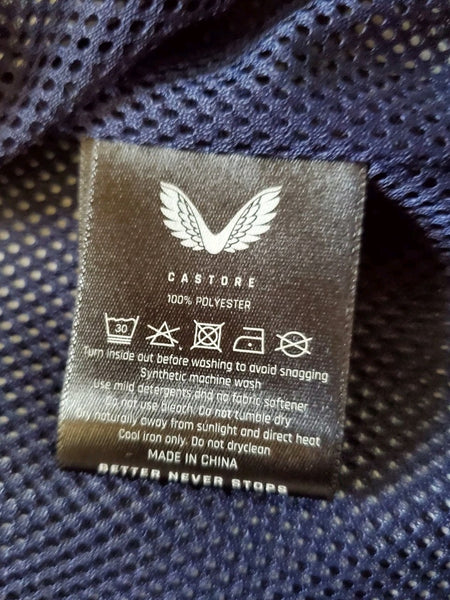 CASTORE
100% POLYESTER
30
Turn inside out before washing to avoid snagging
Synthetic machine wash
Use mild detergents and no fabric softener
Do not use bleach. Do not tumble dry
Dry naturally away from sunlight and direct heat
Cool iron only. Do not dryclean
MADE IN CHINA
BETTER NEVER STOPS